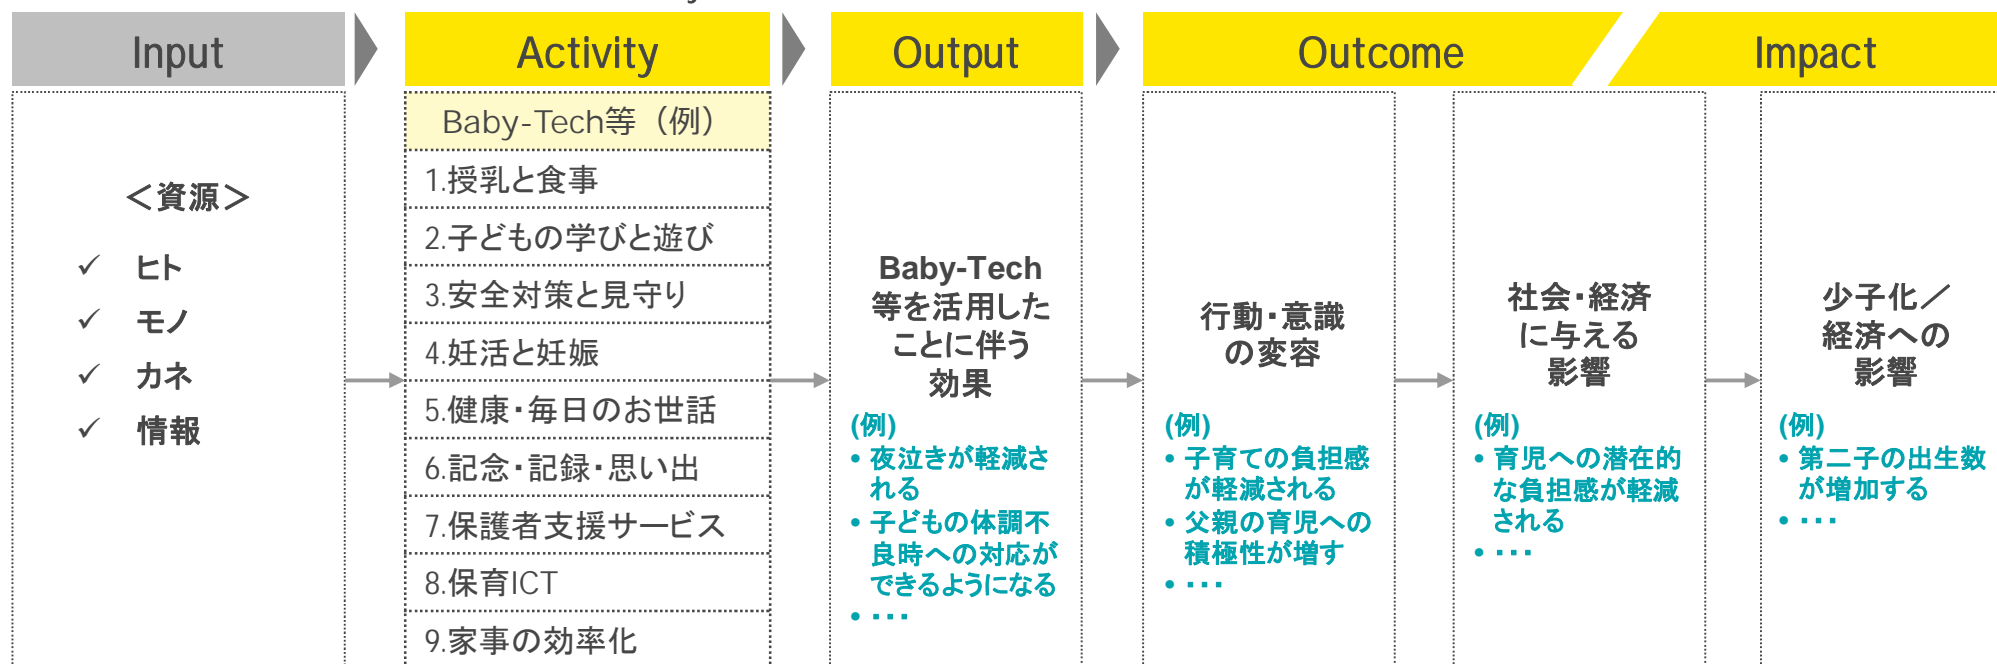 Input
Activity
Output
Outcome
Impact
＜資源＞
✓ ヒト
✓ モノ
✓ カネ
✓ 情報
Baby-Tech等（例）
1.授乳と食事
2.子どもの学びと遊び
3.安全対策と見守り
4.妊活と妊娠
5.健康・毎日のお世話
6.記念・記録・思い出
7.保護者支援サービス
8.保育ICT
9.家事の効率化
Baby-Tech
等を活用した
ことに伴う
効果
(例)
• 夜泣きが軽減さ
れる
• 子どもの体調不
良時への対応が
できるようになる
• ・・・
行動・意識
の変容
(例)
• 子育ての負担感
が軽減される
• 父親の育児への
積極性が増す
• ・・・
社会・経済
に与える
影響
(例)
• 育児への潜在的
な負担感が軽減
される
• ・・・
少子化／
経済への
影響
(例)
• 第二子の出生数
が増加する
• ・・・